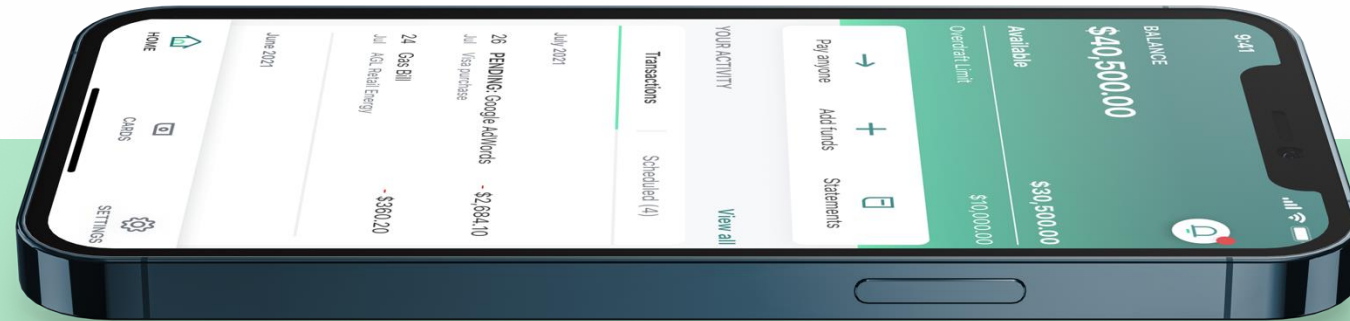 9:41
BALANCE
$40,500.00
Available $30,500.00
Overdraft Limit $10,000.00
Pay anyone Add funds Statements
YOUR ACTIVITY View all
Transactions Scheduled (4)
July 2021
26 PENDING: Google AdWords - $2,684.10
Jul Visa purchase
24 Gas Bill - $360.20
Jul AGL Retail Energy
June 2021
HOME CARDS SETTINGS